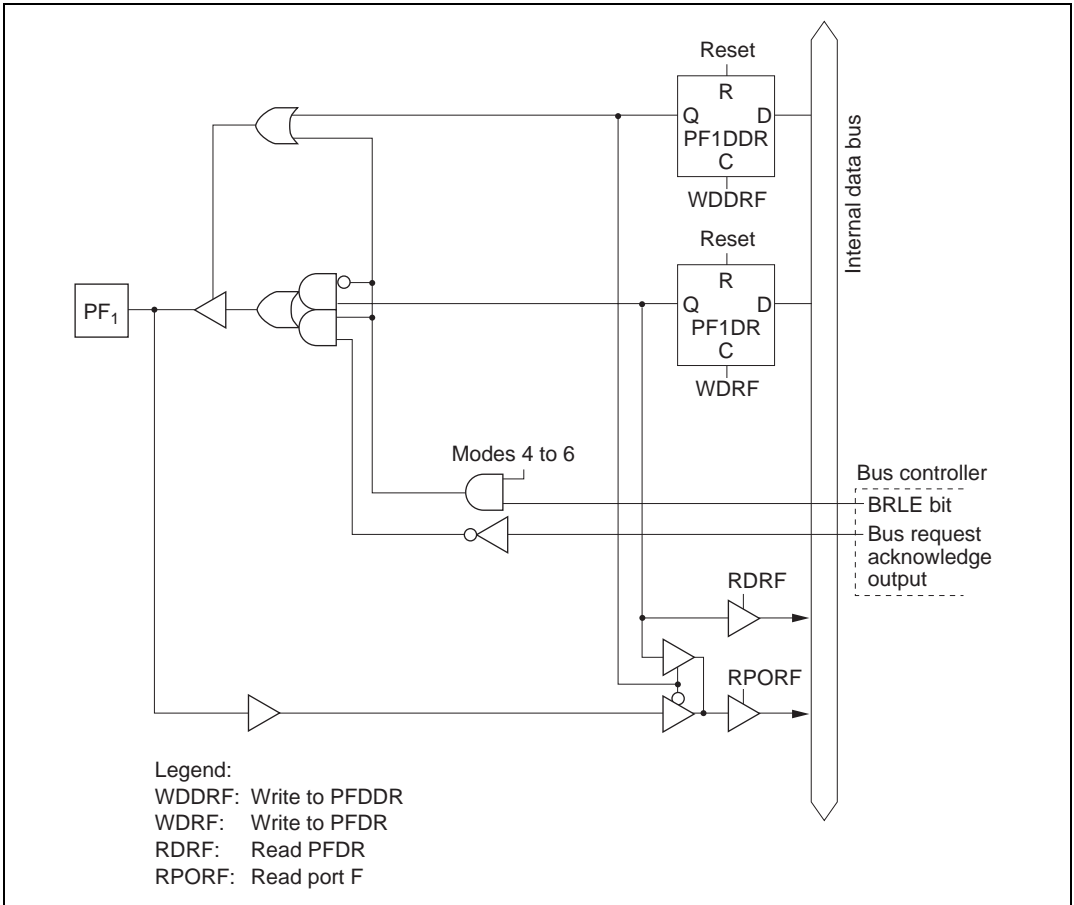 Reset
R
Q D
PF1DDR
C
WDDRF
Reset
R
Q D
PF1DR
C
WDRF
Internal data bus
PF₁
Modes 4 to 6
Bus controller
BRLE bit
Bus request
acknowledge
output
RDRF
RPORF
Legend:
WDDRF: Write to PFDDR
WDRF: Write to PFDR
RDRF: Read PFDR
RPORF: Read port F